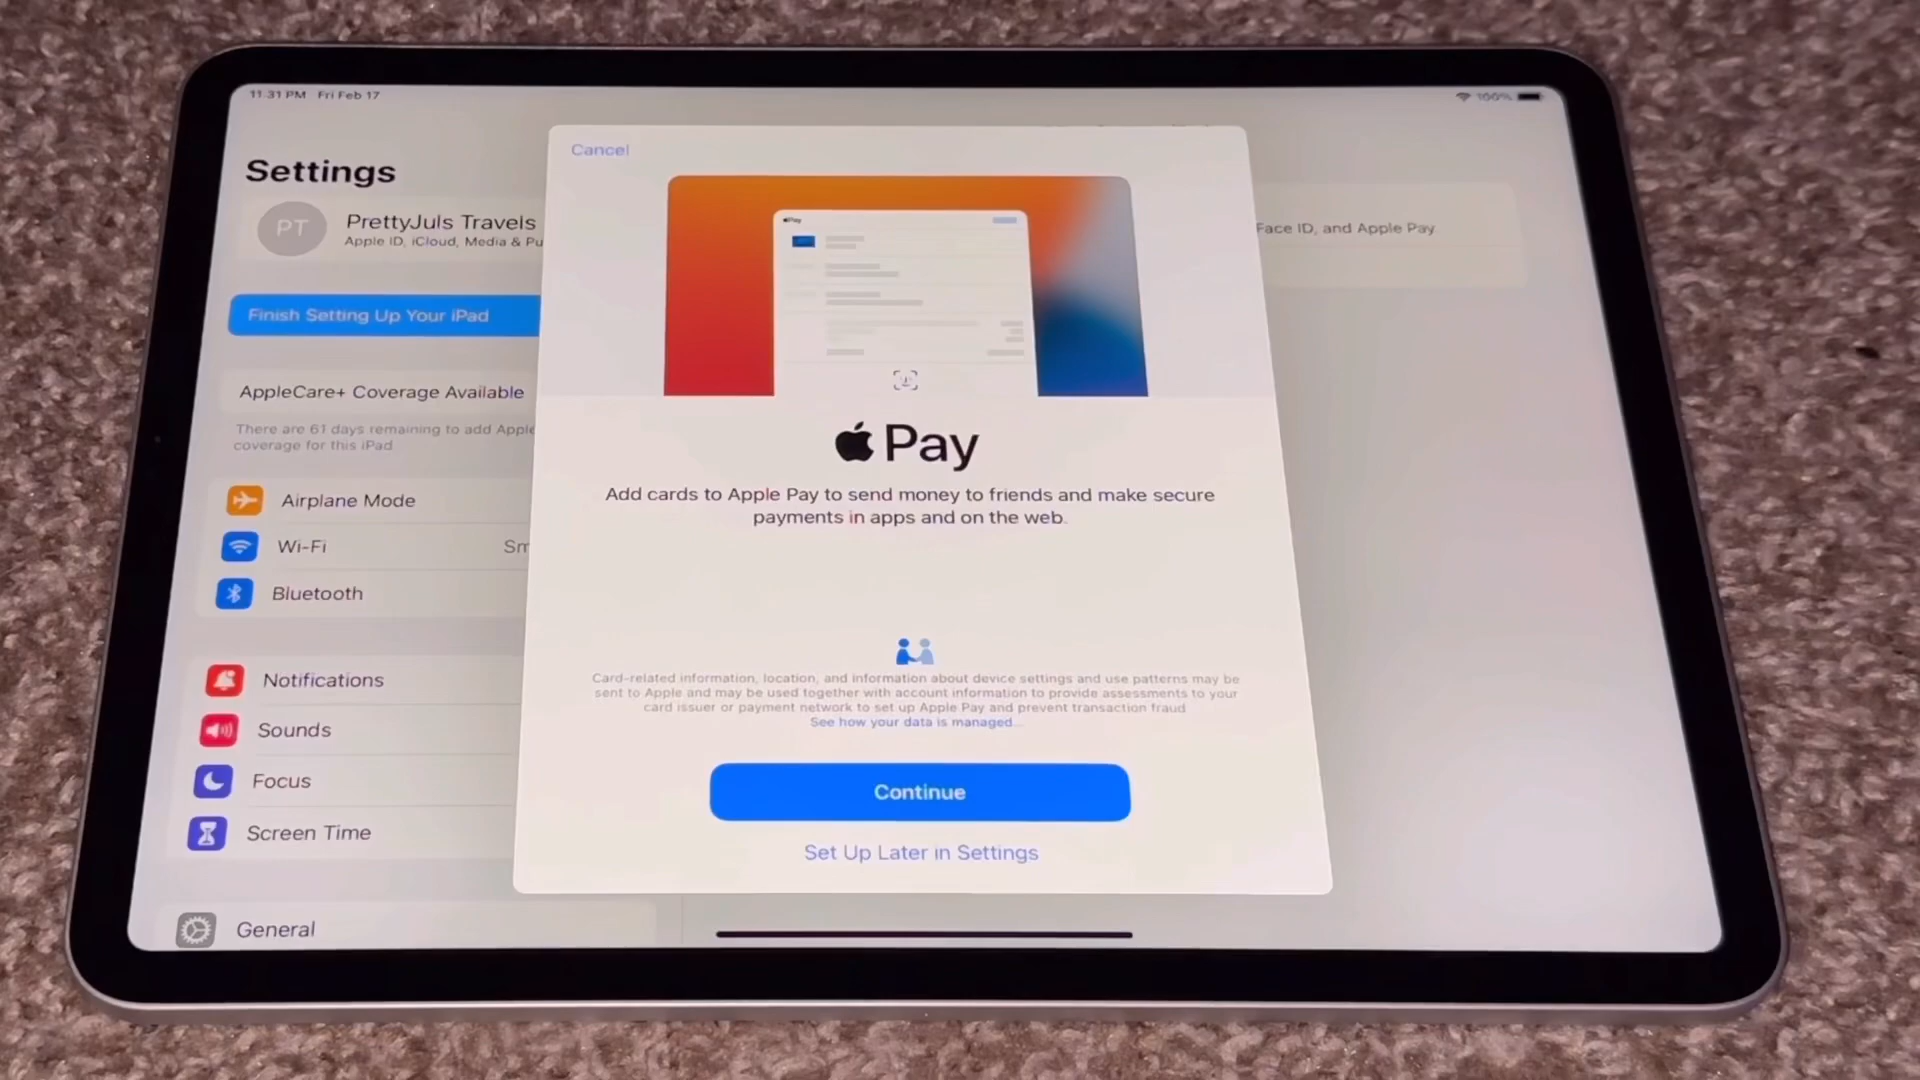 11:31 PM Fri Feb 17
100%
Settings
PT
PrettyJuls Travels
Apple ID, iCloud, Media & Pu
Finish Setting Up Your iPad
AppleCare+ Coverage Available
There are 61 days remaining to add Apple
coverage for this iPad
Airplane Mode
Wi-Fi
Sm
Bluetooth
Notifications
Sounds
Focus
Screen Time
General
Cancel
Pay
Pay
Add cards to Apple Pay to send money to friends and make secure
payments in apps and on the web.
Card-related information, location, and information about device settings and use patterns may be
sent to Apple and may be used together with account information to provide assessments to your
card issuer or payment network to set up Apple Pay and prevent transaction fraud
See how your data is managed...
Continue
Set Up Later in Settings
Face ID, and Apple Pay